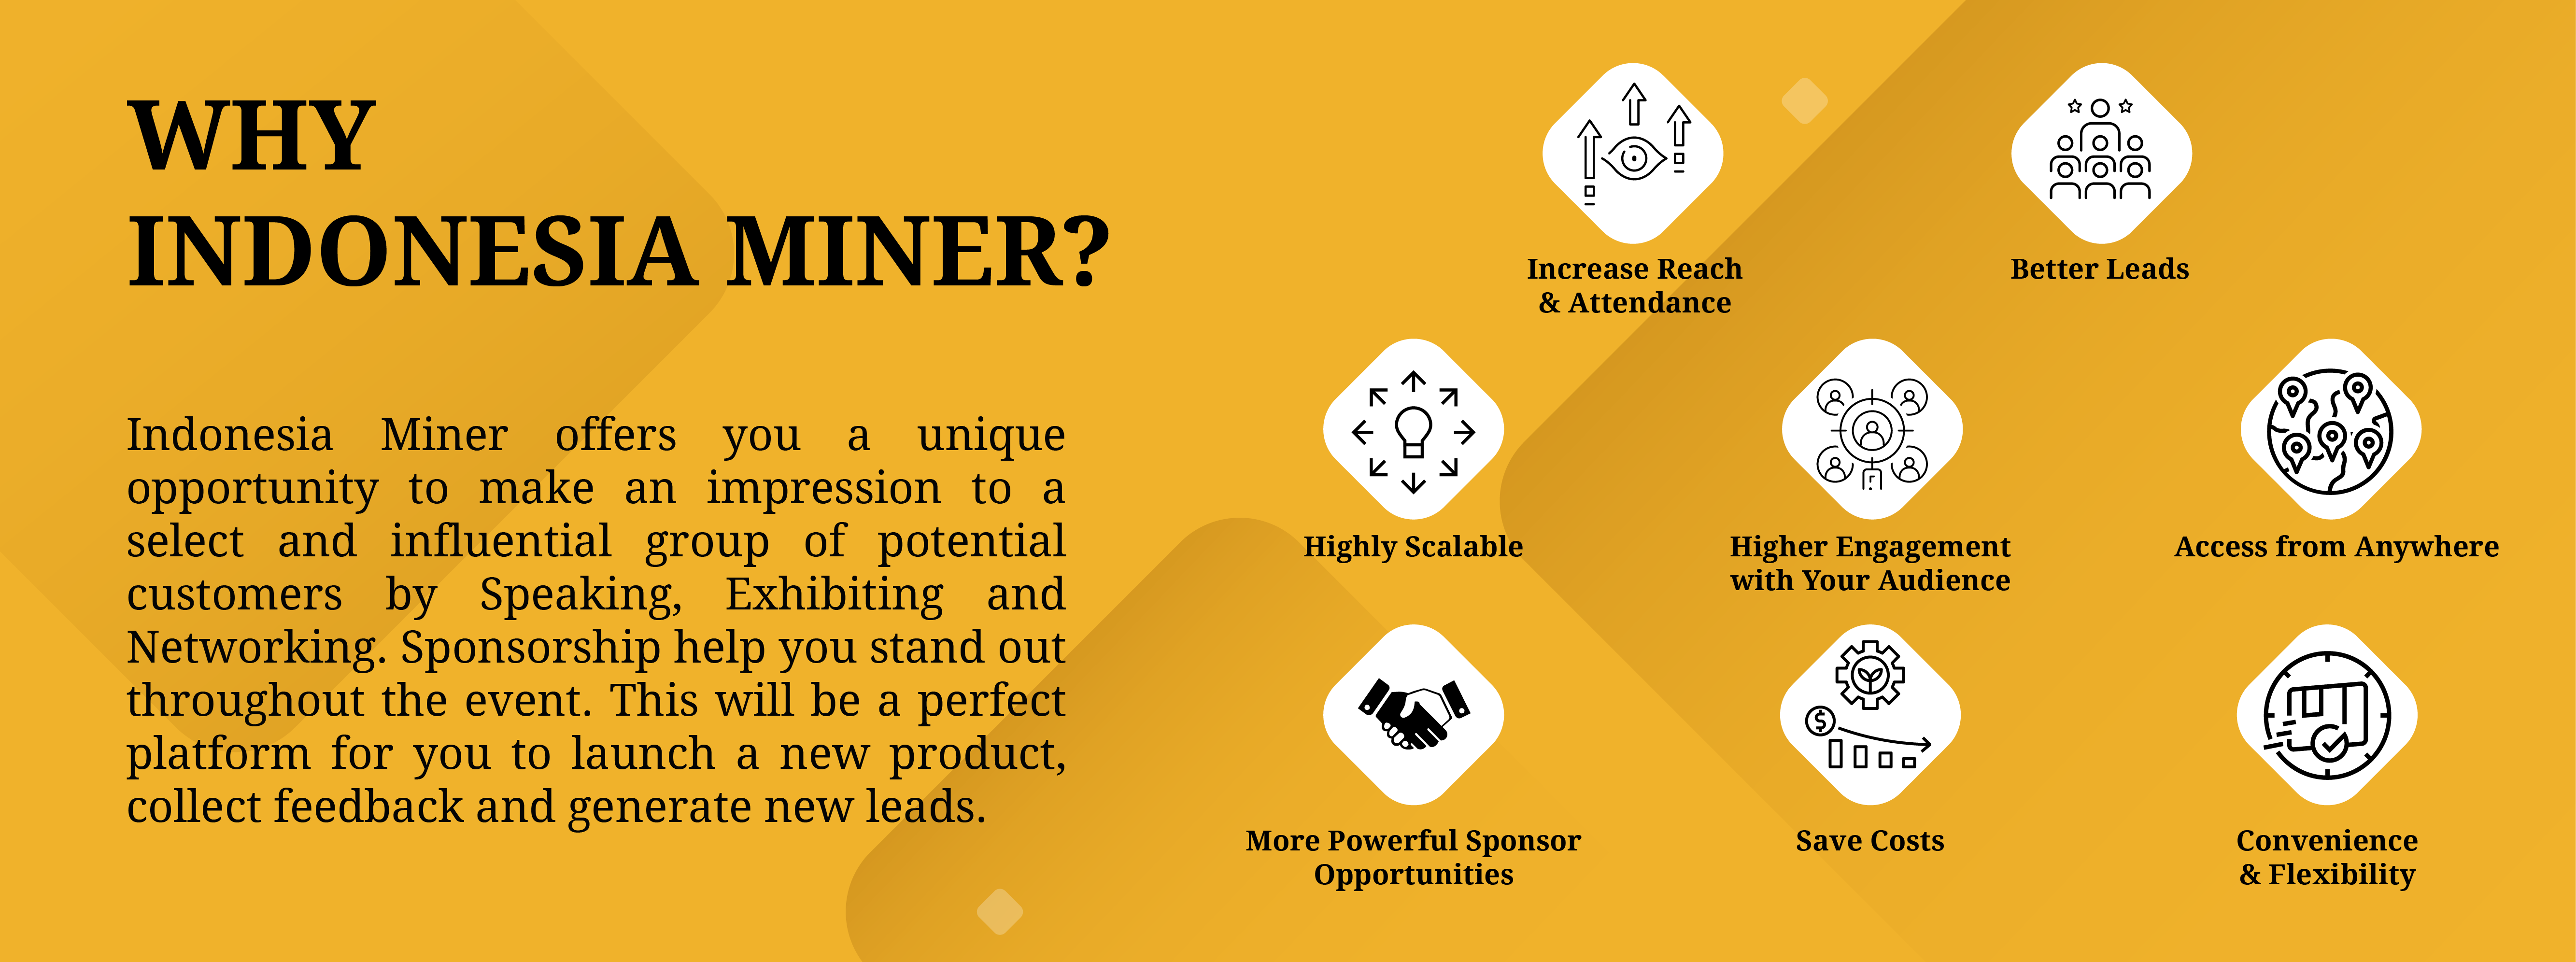 WHY
INDONESIA MINER?
Indonesia Miner offers you a unique
opportunity to make an impression to a
select and influential group of potential
customers by Speaking, Exhibiting and
Networking. Sponsorship help you stand out
throughout the event. This will be a perfect
platform for you to launch a new product,
collect feedback and generate new leads.
Increase Reach
& Attendance
Better Leads
Highly Scalable
Higher Engagement
with Your Audience
Access from Anywhere
More Powerful Sponsor
Opportunities
$
Save Costs
Convenience
& Flexibility